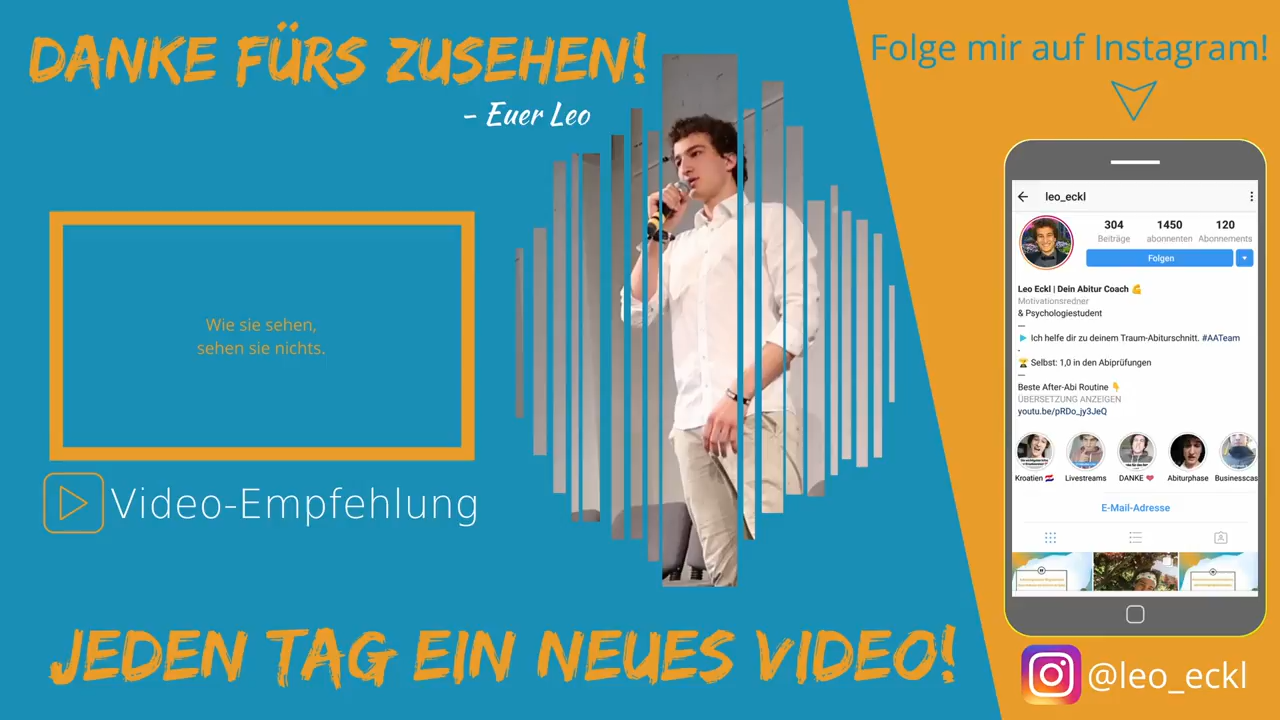 DANKE FÜRS ZUSEHEN!
- Euer Leo
Wie sie sehen,
sehen sie nichts.
Video-Empfehlung
JEDEN TAG EIN NEUES VIDEO!
Folge mir auf Instagram!
leo_eckl
304 1450 120
Beiträge abonnenten Abonnements
Folgen
Leo Eckl | Dein Abitur Coach 💪
Motivationsredner
& Psychologiestudent
—
▶ Ich helfe dir zu deinem Traum-Abiturschnitt. #AATeam
-
⏳ Selbst: 1,0 in den Abiprüfungen
—
Beste After-Abi Routine 👇
ÜBERSETZUNG ANZEIGEN
youtu.be/pRDo_jy3JeQ
Kroatien 🇭🇷 Livestreams DANKE ❤ Abiturphase Businesscas
E-Mail-Adresse
@leo_eckl